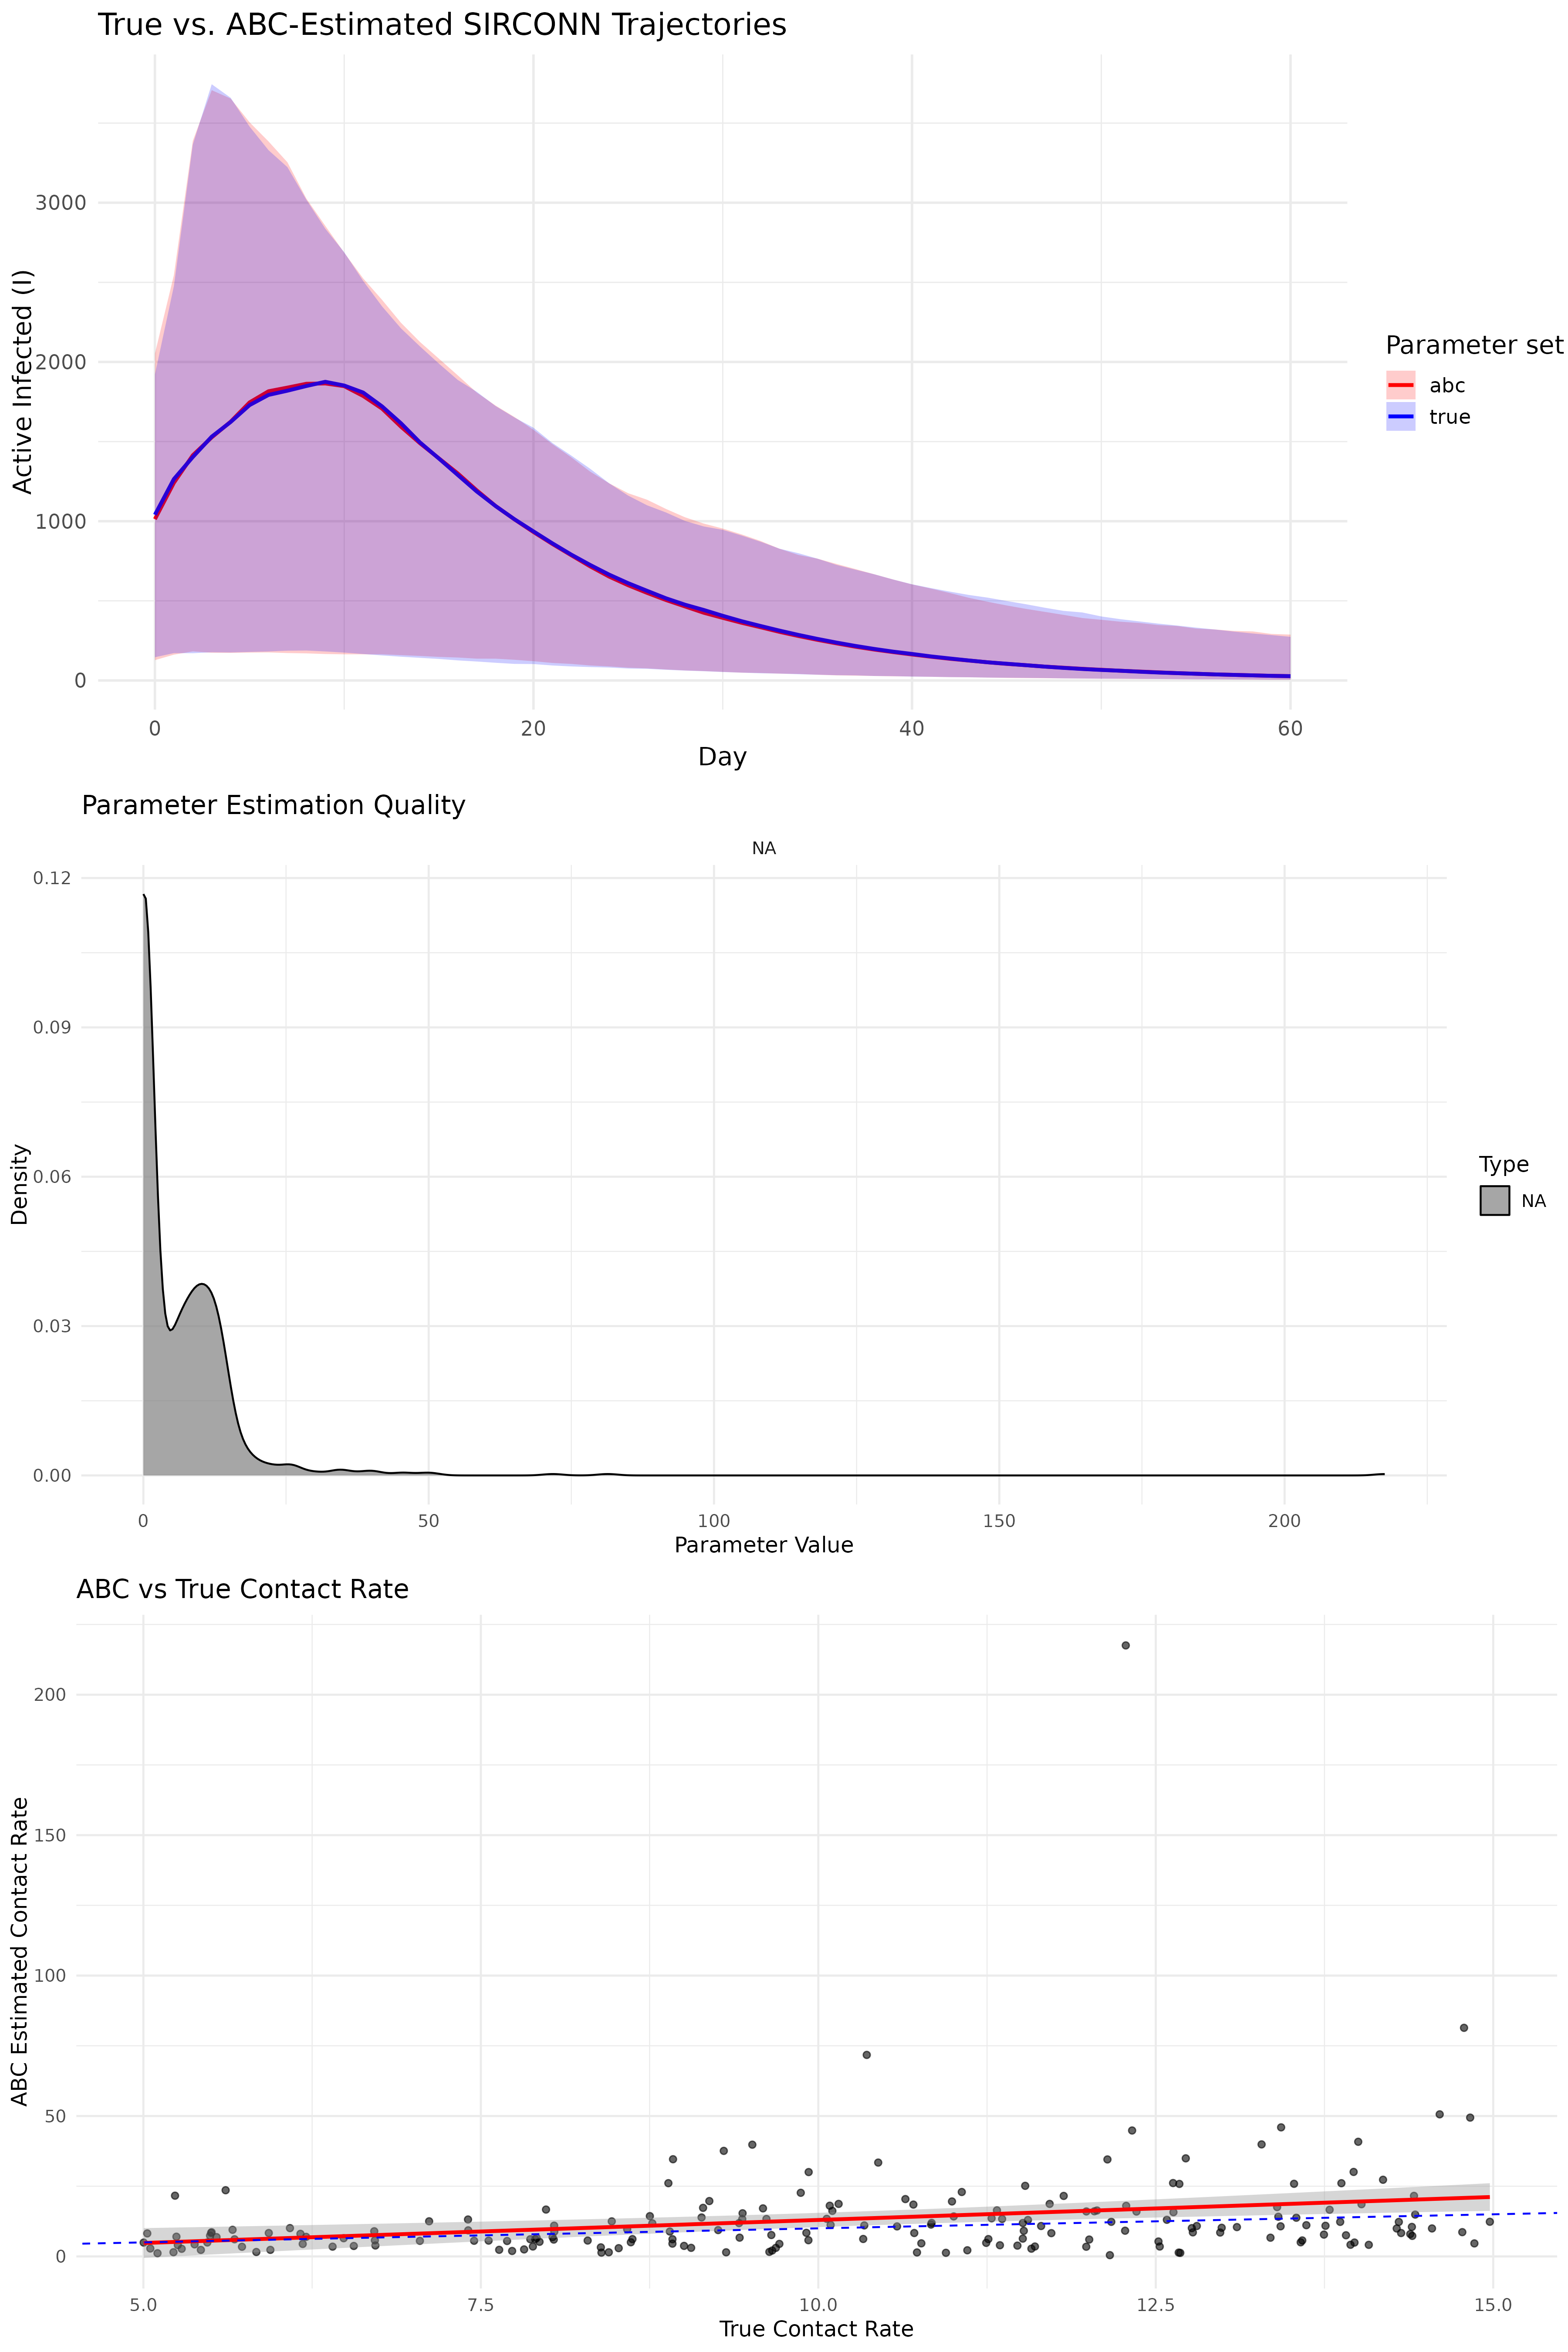 True vs. ABC-Estimated SIRCONN Trajectories
Active Infected (I)
3000
2000
1000
0
0 20 40 60
Day
Parameter set
abc
true
Parameter Estimation Quality
NA
Density
0.12
0.09
0.06
0.03
0.00
0 50 100 150 200
Parameter Value
Type
NA
ABC vs True Contact Rate
ABC Estimated Contact Rate
200
150
100
50
0
5.0 7.5 10.0 12.5 15.0
True Contact Rate